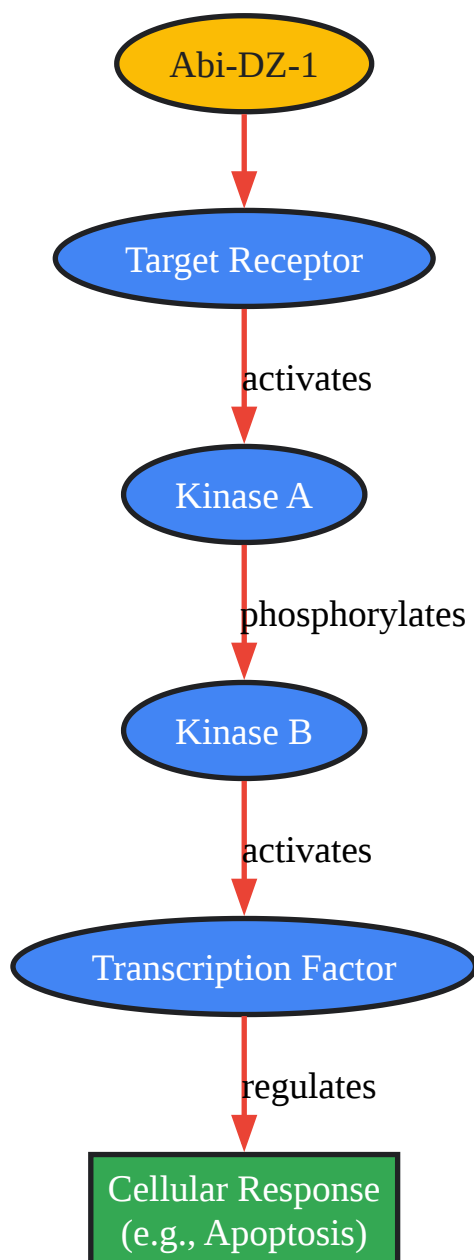 Abi-DZ-1
Target Receptor
activates
Kinase A
phosphorylates
Kinase B
activates
Transcription Factor
regulates
Cellular Response
(e.g., Apoptosis)